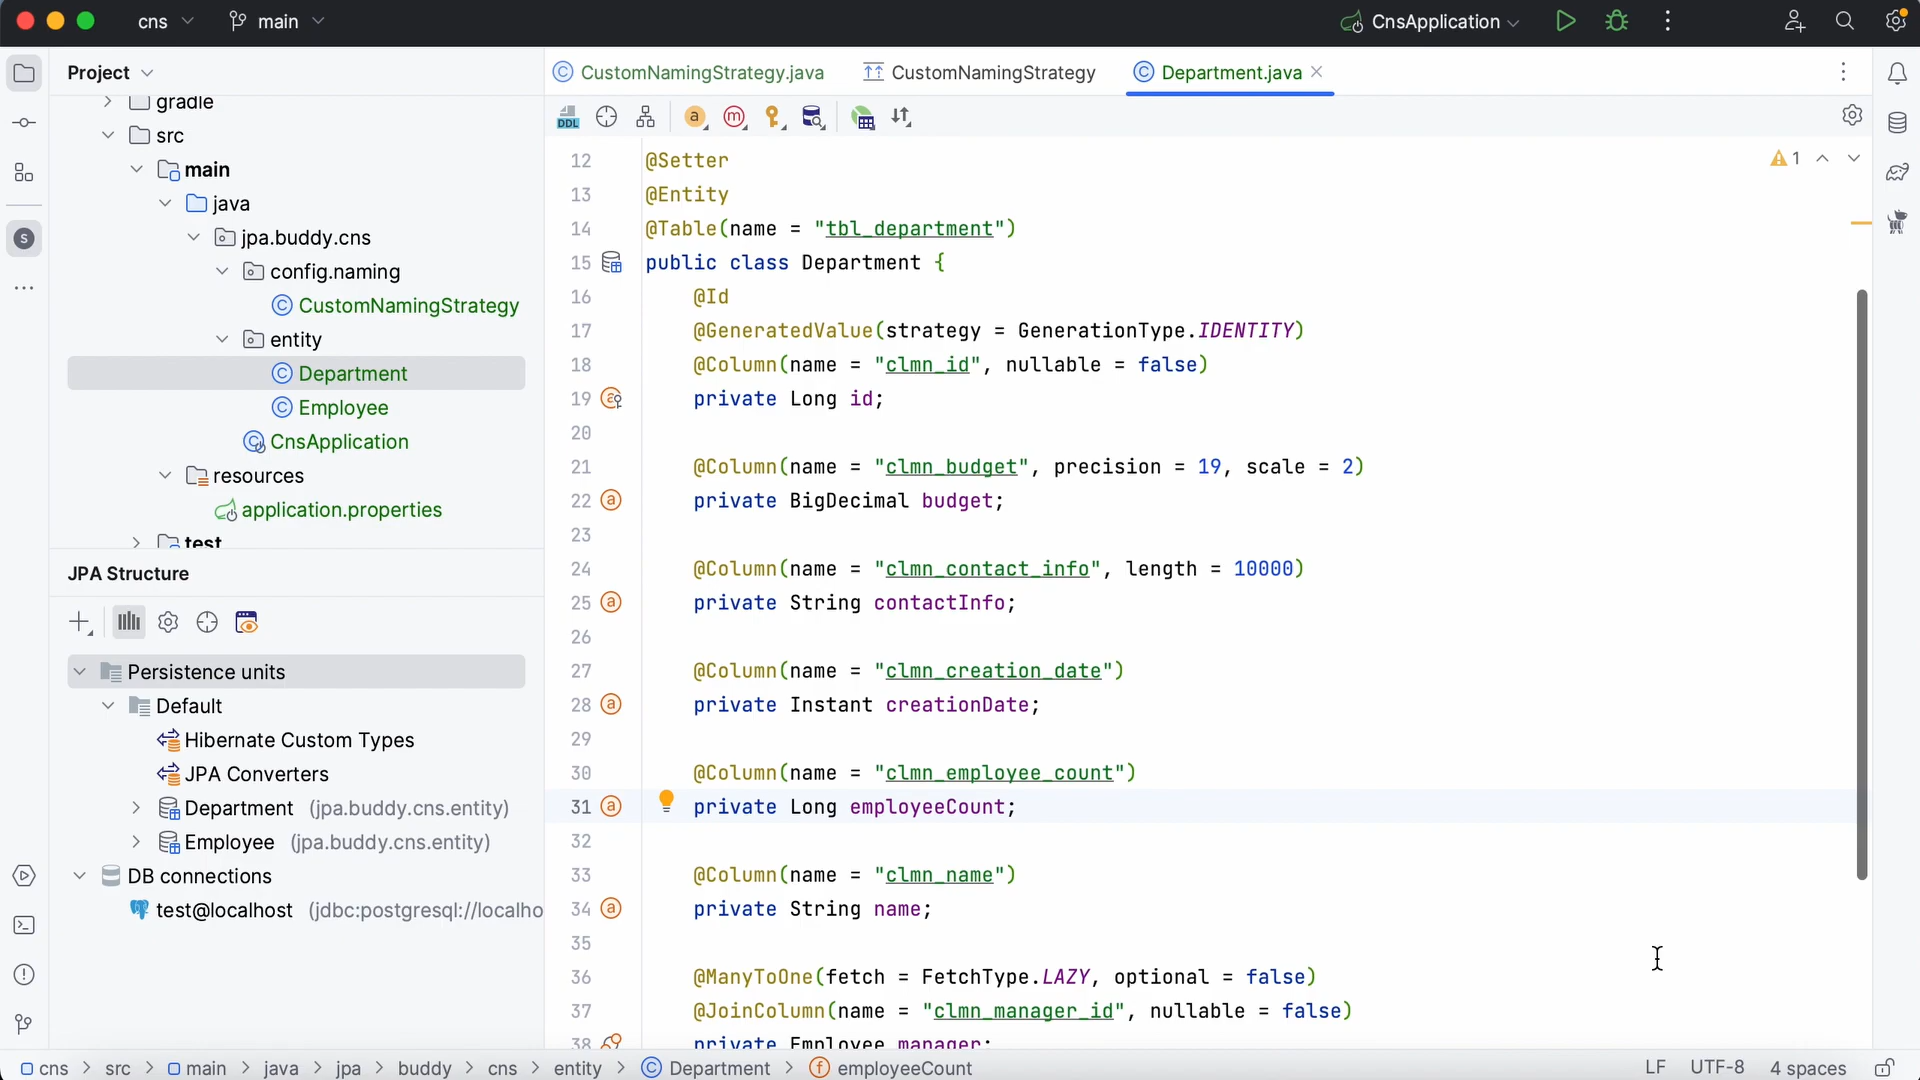 cns main CnsApplication
Project
CustomNamingStrategy.java CustomNamingStrategy Department.java
gradle
src
main
java
jpa.buddy.cns
config.naming
CustomNamingStrategy
entity
Department
Employee
CnsApplication
resources
application.properties
test
S
JPA Structure
Persistence units
Default
Hibernate Custom Types
JPA Converters
Department (jpa.buddy.cns.entity)
Employee (jpa.buddy.cns.entity)
DB connections
test@localhost (jdbc:postgresql://localho
DDL a m
1
12 @Setter
13 @Entity
14 @Table(name = "tbl_department")
15 public class Department {
16 @Id
17 @GeneratedValue(strategy = GenerationType.IDENTITY)
18 @Column(name = "clmn_id", nullable = false)
19 private Long id;
20
21 @Column(name = "clmn_budget", precision = 19, scale = 2)
22 private BigDecimal budget;
23
24 @Column(name = "clmn_contact_info", length = 10000)
25 private String contactInfo;
26
27 @Column(name = "clmn_creation_date")
28 private Instant creationDate;
29
30 @Column(name = "clmn_employee_count")
31 private Long employeeCount;
32
33 @Column(name = "clmn_name")
34 private String name;
35
36 @ManyToOne(fetch = FetchType.LAZY, optional = false)
37 @JoinColumn(name = "clmn_manager_id", nullable = false)
38 private Employee manager;
cns > src > main > java > jpa > buddy > cns > entity > Department > employeeCount LF UTF-8 4 spaces